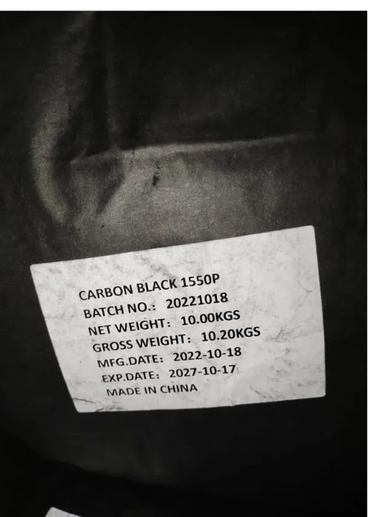 CARBON BLACK 1550P
BATCH NO.: 20221018
NET WEIGHT: 10.00KGS
GROSS WEIGHT: 10.20KGS
MFG.DATE: 2022-10-18
EXP.DATE: 2027-10-17
MADE IN CHINA